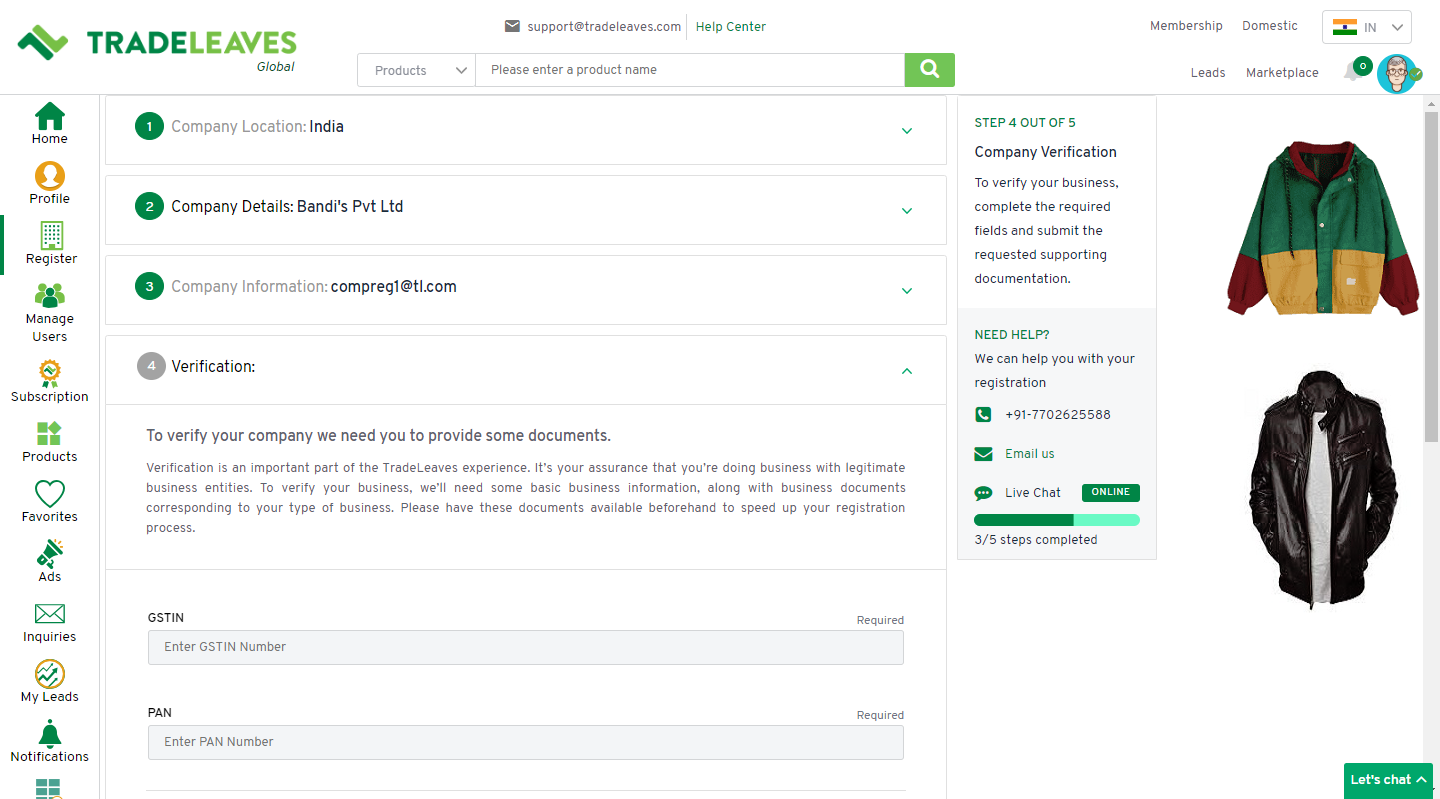 TRADELEAVES
Global
support@tradeleaves.com
Help Center
Membership
Domestic
IN
Products
Please enter a product name
Leads
Marketplace
0
Home
Profile
Register
Manage
Users
Subscription
Products
Favorites
Ads
Inquiries
My Leads
Notifications
1 Company Location: India
2 Company Details: Bandi's Pvt Ltd
3 Company Information: compreg1@tl.com
4 Verification:
To verify your company we need you to provide some documents.
Verification is an important part of the TradeLeaves experience. It's your assurance that you're doing business with legitimate
business entities. To verify your business, we'll need some basic business information, along with business documents
corresponding to your type of business. Please have these documents available beforehand to speed up your registration
process.
GSTIN
Required
Enter GSTIN Number
PAN
Required
Enter PAN Number
STEP 4 OUT OF 5
Company Verification
To verify your business,
complete the required
fields and submit the
requested supporting
documentation.
NEED HELP?
We can help you with your
registration
+91-7702625588
Email us
Live Chat
ONLINE
3/5 steps completed
Let's chat